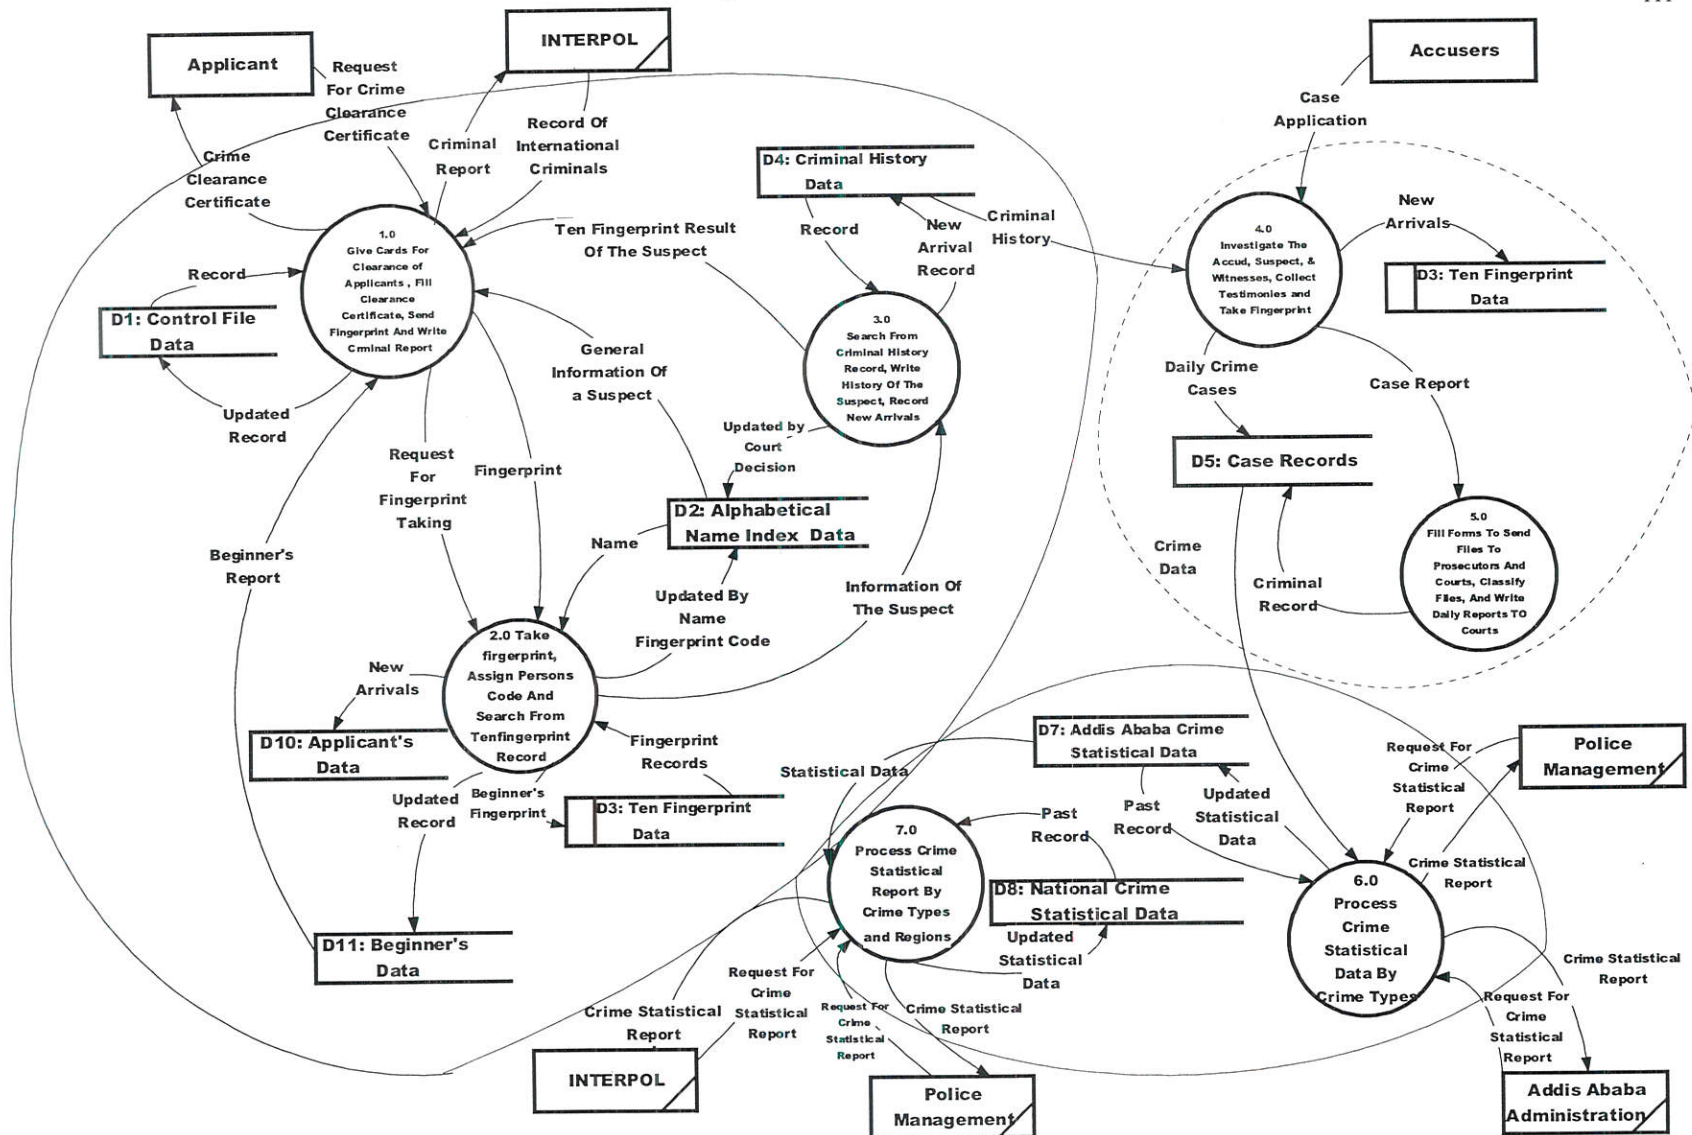 Applicant
Request
For Crime
Clearance
Certificate
INTERPOL
Criminal
Report
Record Of
International
Criminals
Crime
Clearance
Certificate
1.0
Give Cards For
Clearance of
Applicants , Fill
Clearance
Certificate, Send
Fingerprint And Write
Crminal Report
Record
D1: Control File
Data
Updated
Record
Ten Fingerprint Result
Of The Suspect
D4: Criminal History
Data
Record
New
Arrival
Record
Criminal
History
3.0
Search From
Criminal History
Record, Write
History Of The
Suspect, Record
New Arrivals
General
Information Of
a Suspect
Updated by
Court
Decision
Request
For
Fingerprint
Taking
Fingerprint
D2: Alphabetical
Name Index Data
Name
Updated By
Name
Fingerprint Code
Information Of
The Suspect
Beginner's
Report
2.0 Take
firgerprint,
Assign Persons
Code And
Search From
Tenfingerprint
Record
New
Arrivals
D10: Applicant's
Data
Updated
Record
Beginner's
Fingerprint
Fingerprint
Records
D3: Ten Fingerprint
Data
D11: Beginner's
Data
Accusers
Case
Application
4.0
Investigate The
Accud, Suspect, &
Witnesses, Collect
Testimonies and
Take Fingerprint
New
Arrivals
D3: Ten Fingerprint
Data
Daily Crime
Cases
Case Report
D5: Case Records
Crime
Data
Criminal
Record
5.0
Fill Forms To Send
Files To
Prosecutors And
Courts, Classify
Files, And Write
Daily Reports TO
Courts
D7: Addis Ababa Crime
Statistical Data
Statistical Data
Past
Record
Past
Record
Updated
Statistical
Data
7.0
Process Crime
Statistical
Report By
Crime Types
and Regions
D8: National Crime
Statistical Data
Updated
Statistical
Data
6.0
Process
Crime
Statistical
Data By
Crime Types
Request For
Crime
Statistical
Report
Police
Management
Crime Statistical
Report
Crime Statistical
Report
Request For
Crime
Statistical
Report
Addis Ababa
Administration
Crime Statistical
Report
Request For
Crime
Statistical
Report
INTERPOL
Request For
Crime
Statistical
Report
Crime Statistical
Report
Police
Management